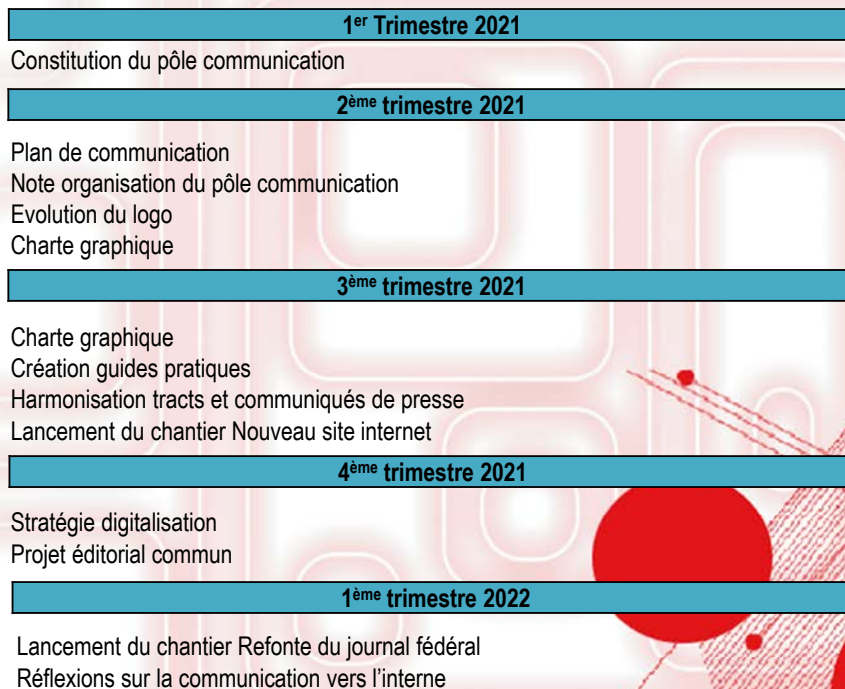 1er Trimestre 2021
Constitution du pôle communication
2ème trimestre 2021
Plan de communication
Note organisation du pôle communication
Evolution du logo
Charte graphique
3ème trimestre 2021
Charte graphique
Création guides pratiques
Harmonisation tracts et communiqués de presse
Lancement du chantier Nouveau site internet
4ème trimestre 2021
Stratégie digitalisation
Projet éditorial commun
1ème trimestre 2022
Lancement du chantier Refonte du journal fédéral
Réflexions sur la communication vers l’interne